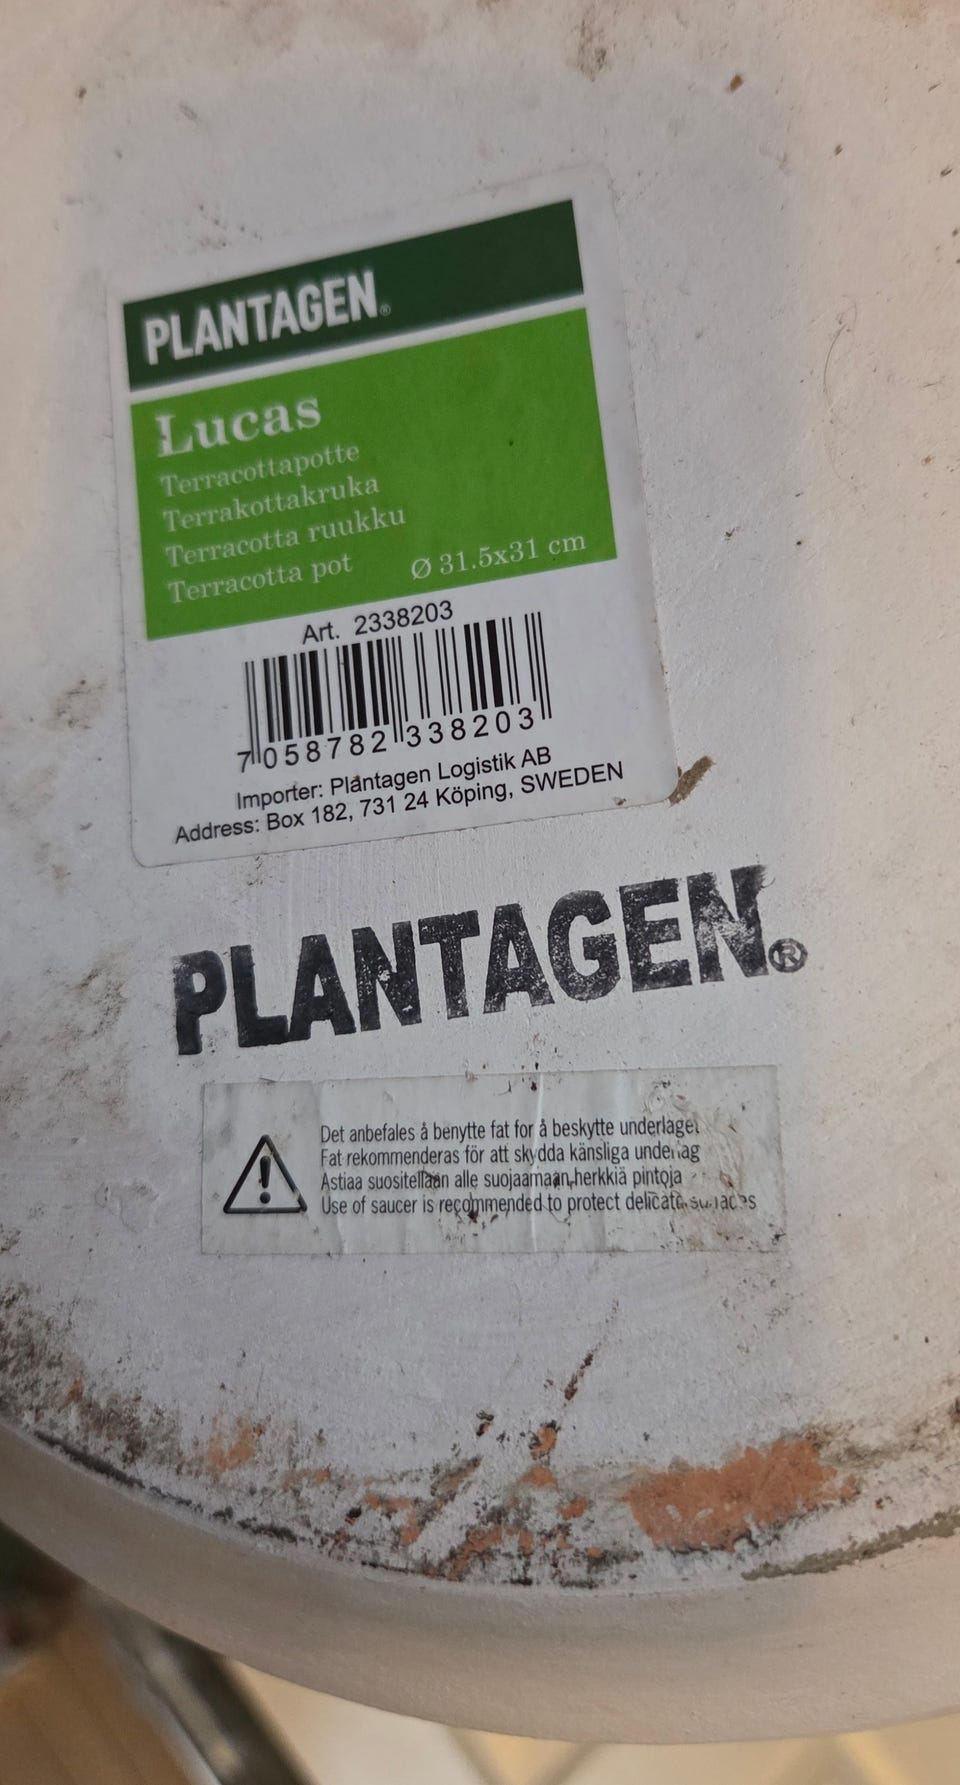 PLANTAGEN®
Lucas
Terracottapotte
Terrakottakruka
Terracotta ruukku
Terracotta pot
Ø 31.5x31 cm
Art. 2338203
7 058782 338203
Importer: Plantagen Logistik AB
Address: Box 182, 731 24 Köping, SWEDEN
PLANTAGEN®
Det anbefales å benytte fat for å beskytte underlaget
Fat rekommenderas för att skydda känsliga underlag
Astiaa suositellaan alle suojaamaan herkkiä pintoja
Use of saucer is recommended to protect delicate surfaces